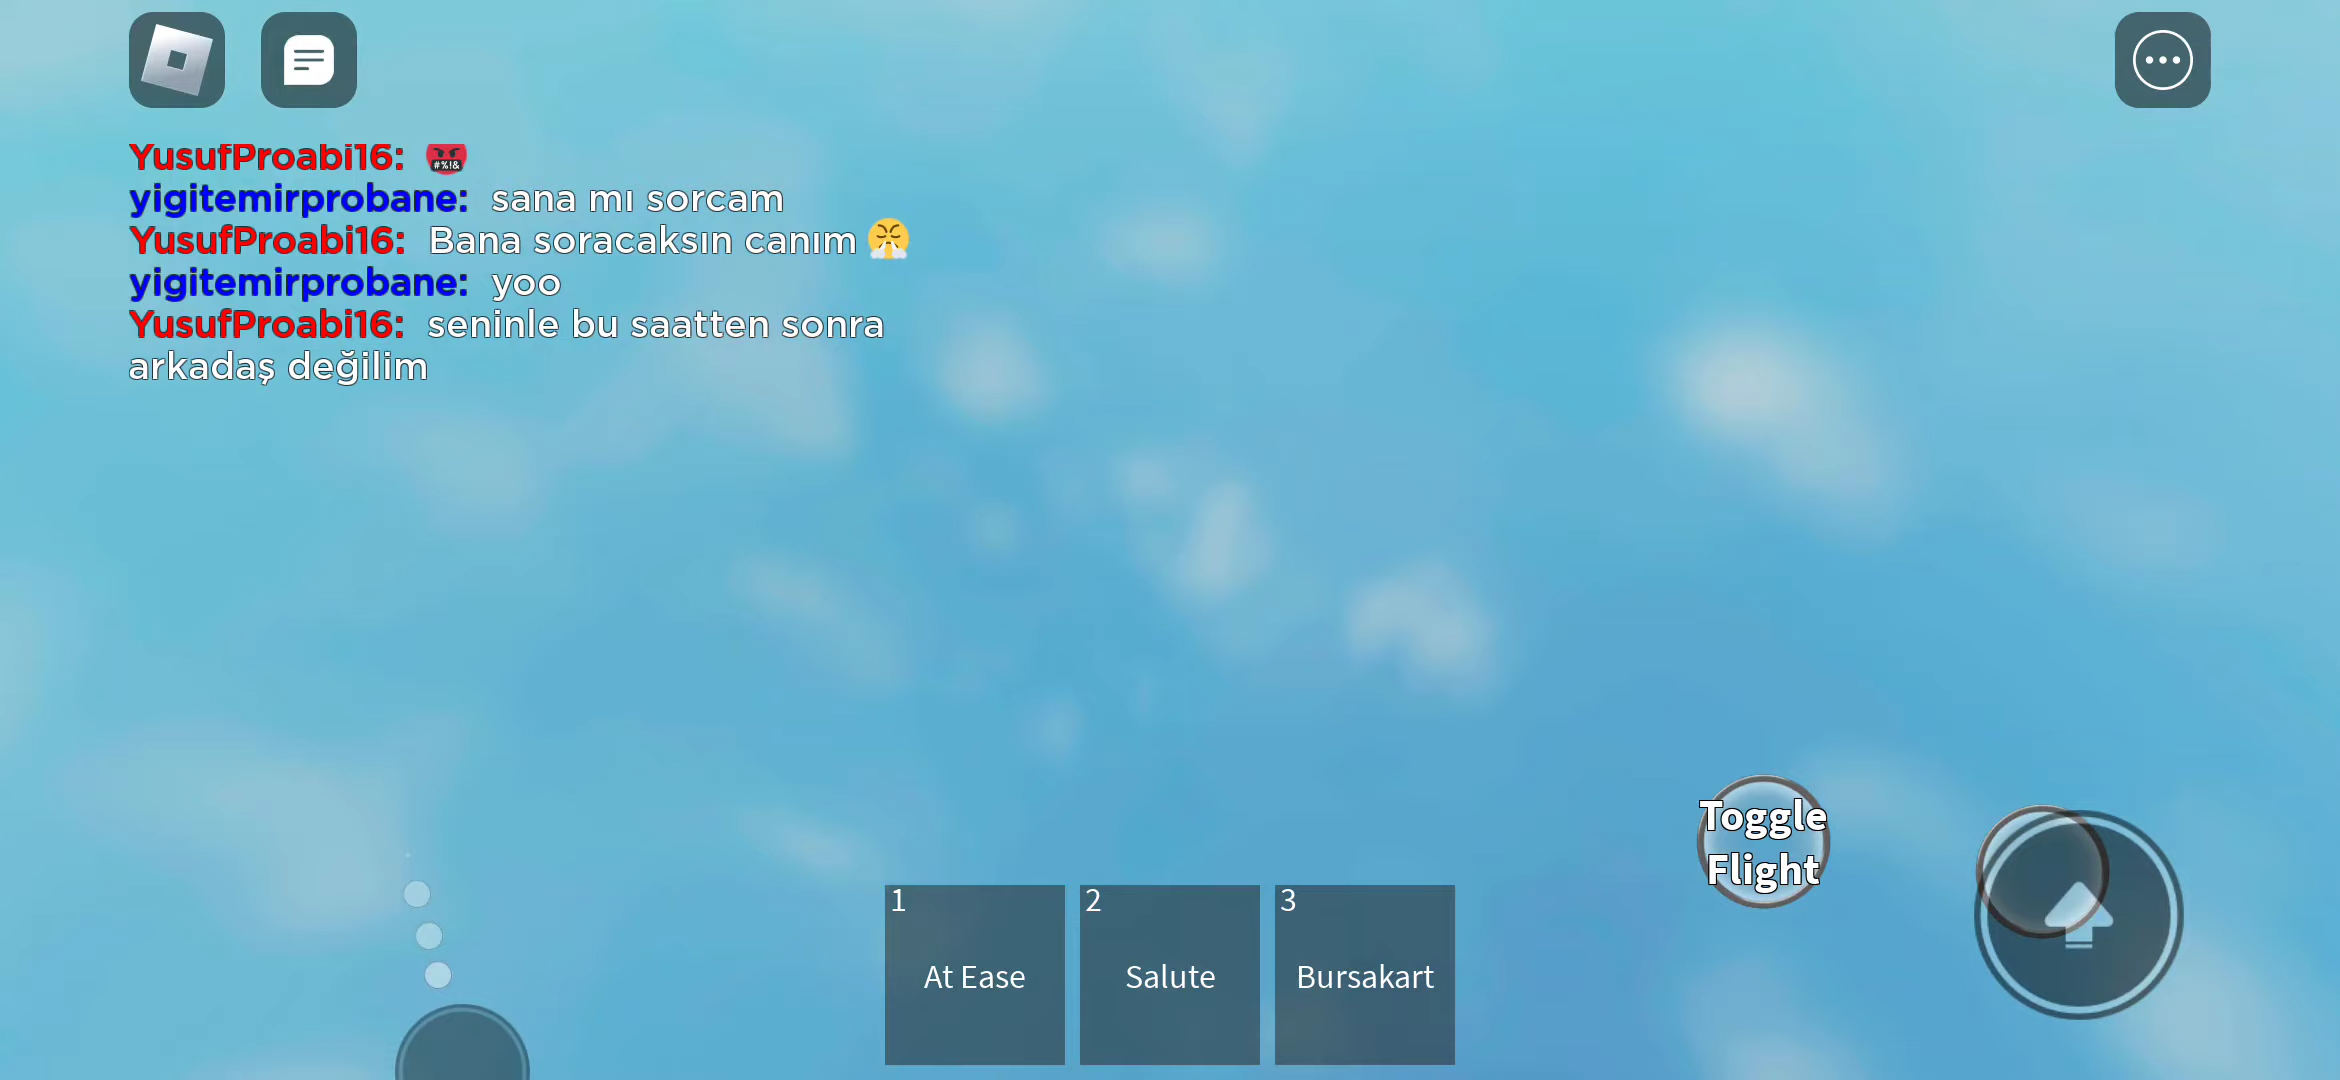 YusufProabi16:
yigitemirprobane: sana mı sorcam
YusufProabi16: Bana soracaksın canım
yigitemirprobane: yoo
YusufProabi16: seninle bu saatten sonra
arkadaş değilim
Toggle
Flight
1
At Ease
2
Salute
3
Bursakart